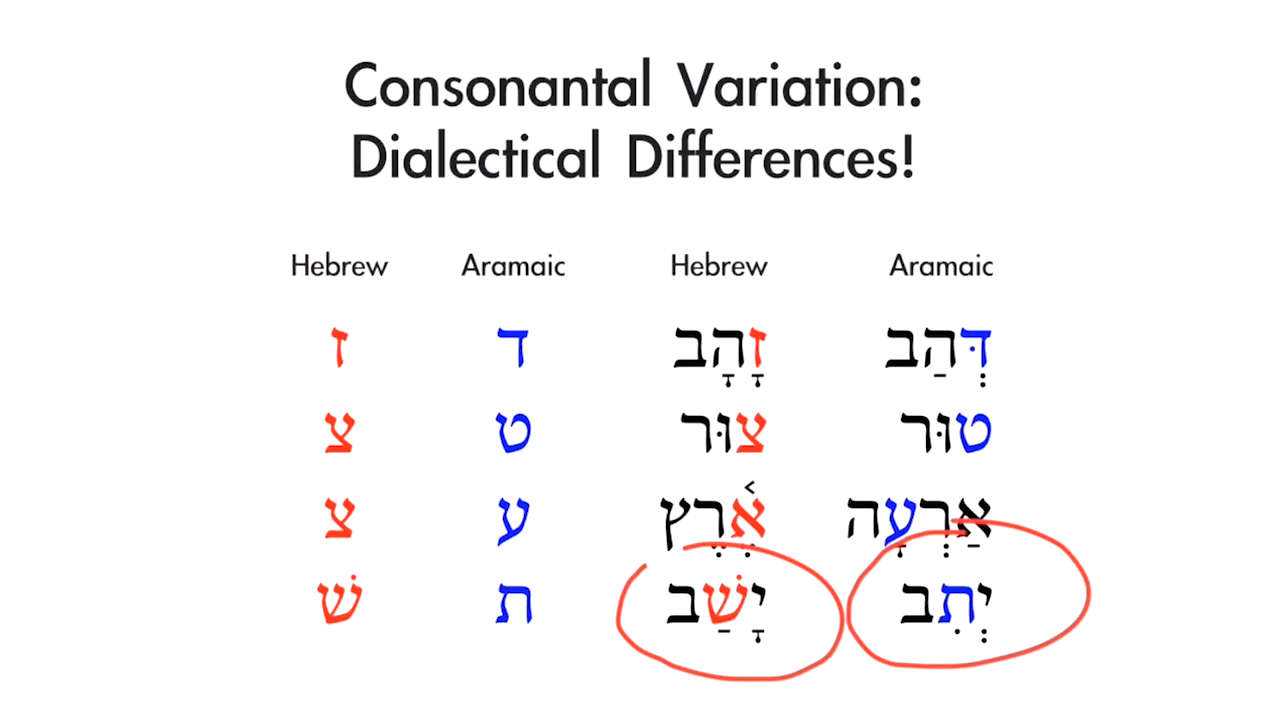 Consonantal Variation:
Dialectical Differences!
Hebrew Aramaic Hebrew Aramaic
ז ד זָהָב דְּהַב
צ ט צוּר טוּר
צ ע אֶ֫רֶץ אַרְעָה
שׁ ת יָשַׁב יְתִב